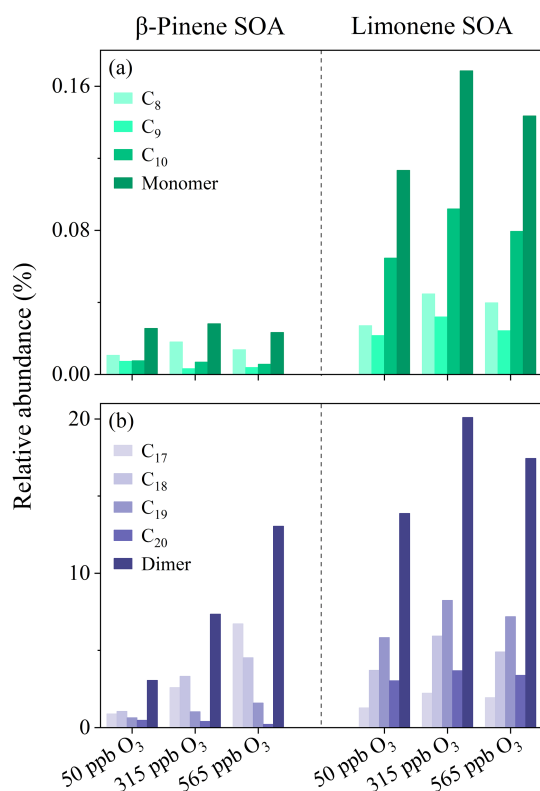 β-Pinene SOA Limonene SOA
(a)
C₈
C₉
C₁₀
Monomer
0.16
0.08
0.00
Relative abundance (%)
(b)
C₁₇
C₁₈
C₁₉
C₂₀
Dimer
20
10
0
50 ppb O₃ 315 ppb O₃ 565 ppb O₃ 50 ppb O₃ 315 ppb O₃ 565 ppb O₃